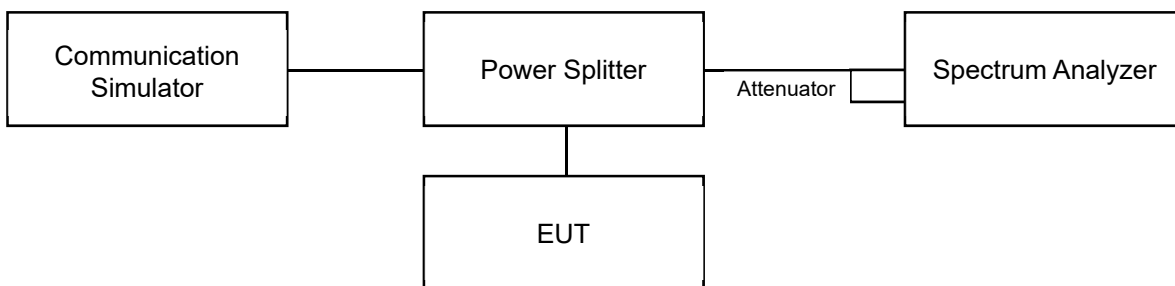 Communication
Simulator
Power Splitter
Attenuator
Spectrum Analyzer
EUT